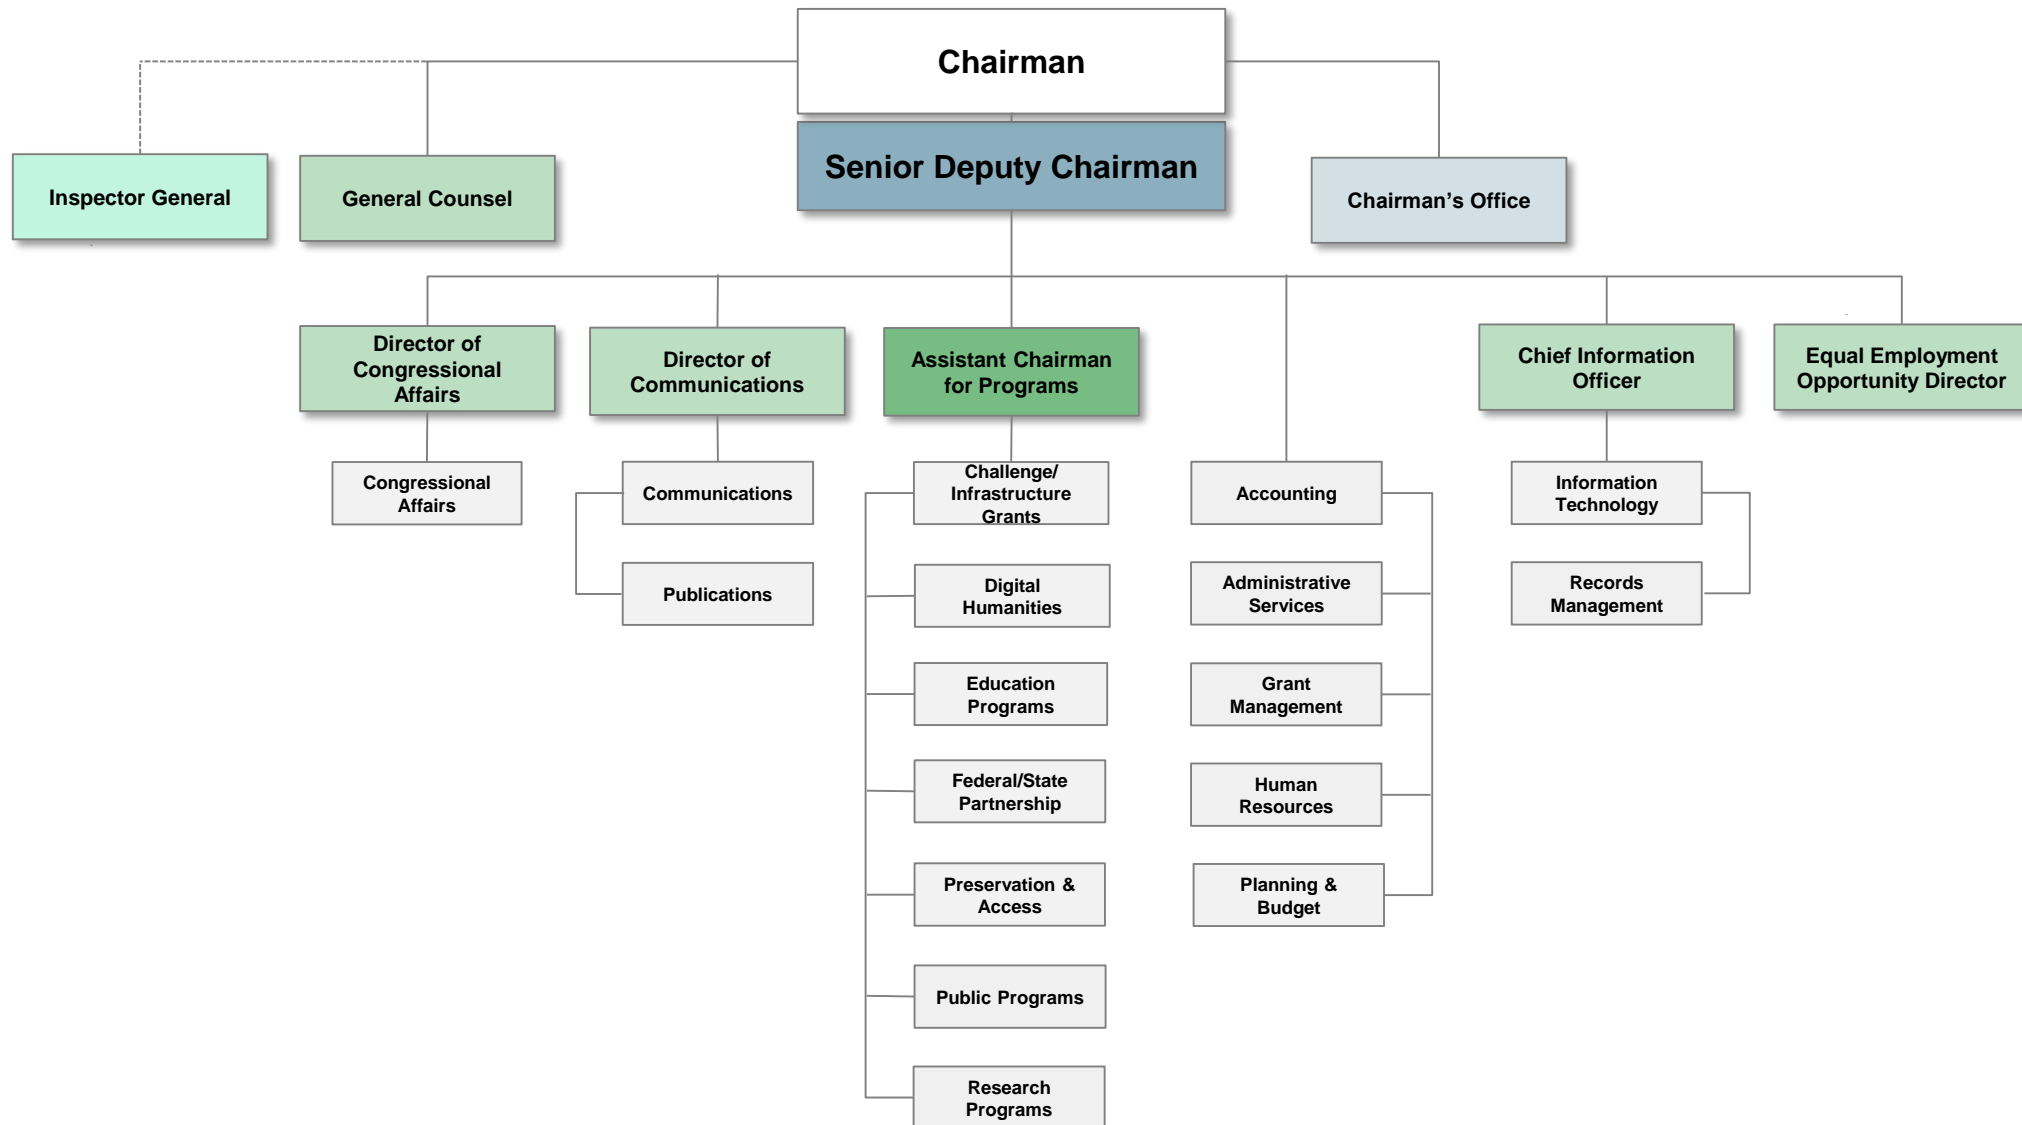 Chairman
Senior Deputy Chairman
Inspector General
General Counsel
Chairman’s Office
Director of
Congressional
Affairs
Director of
Communications
Assistant Chairman
for Programs
Chief Information
Officer
Equal Employment
Opportunity Director
Congressional
Affairs
Communications
Challenge/
Infrastructure
Grants
Accounting
Information
Technology
Publications
Digital
Humanities
Administrative
Services
Records
Management
Education
Programs
Grant
Management
Federal/State
Partnership
Human
Resources
Preservation &
Access
Planning &
Budget
Public Programs
Research
Programs